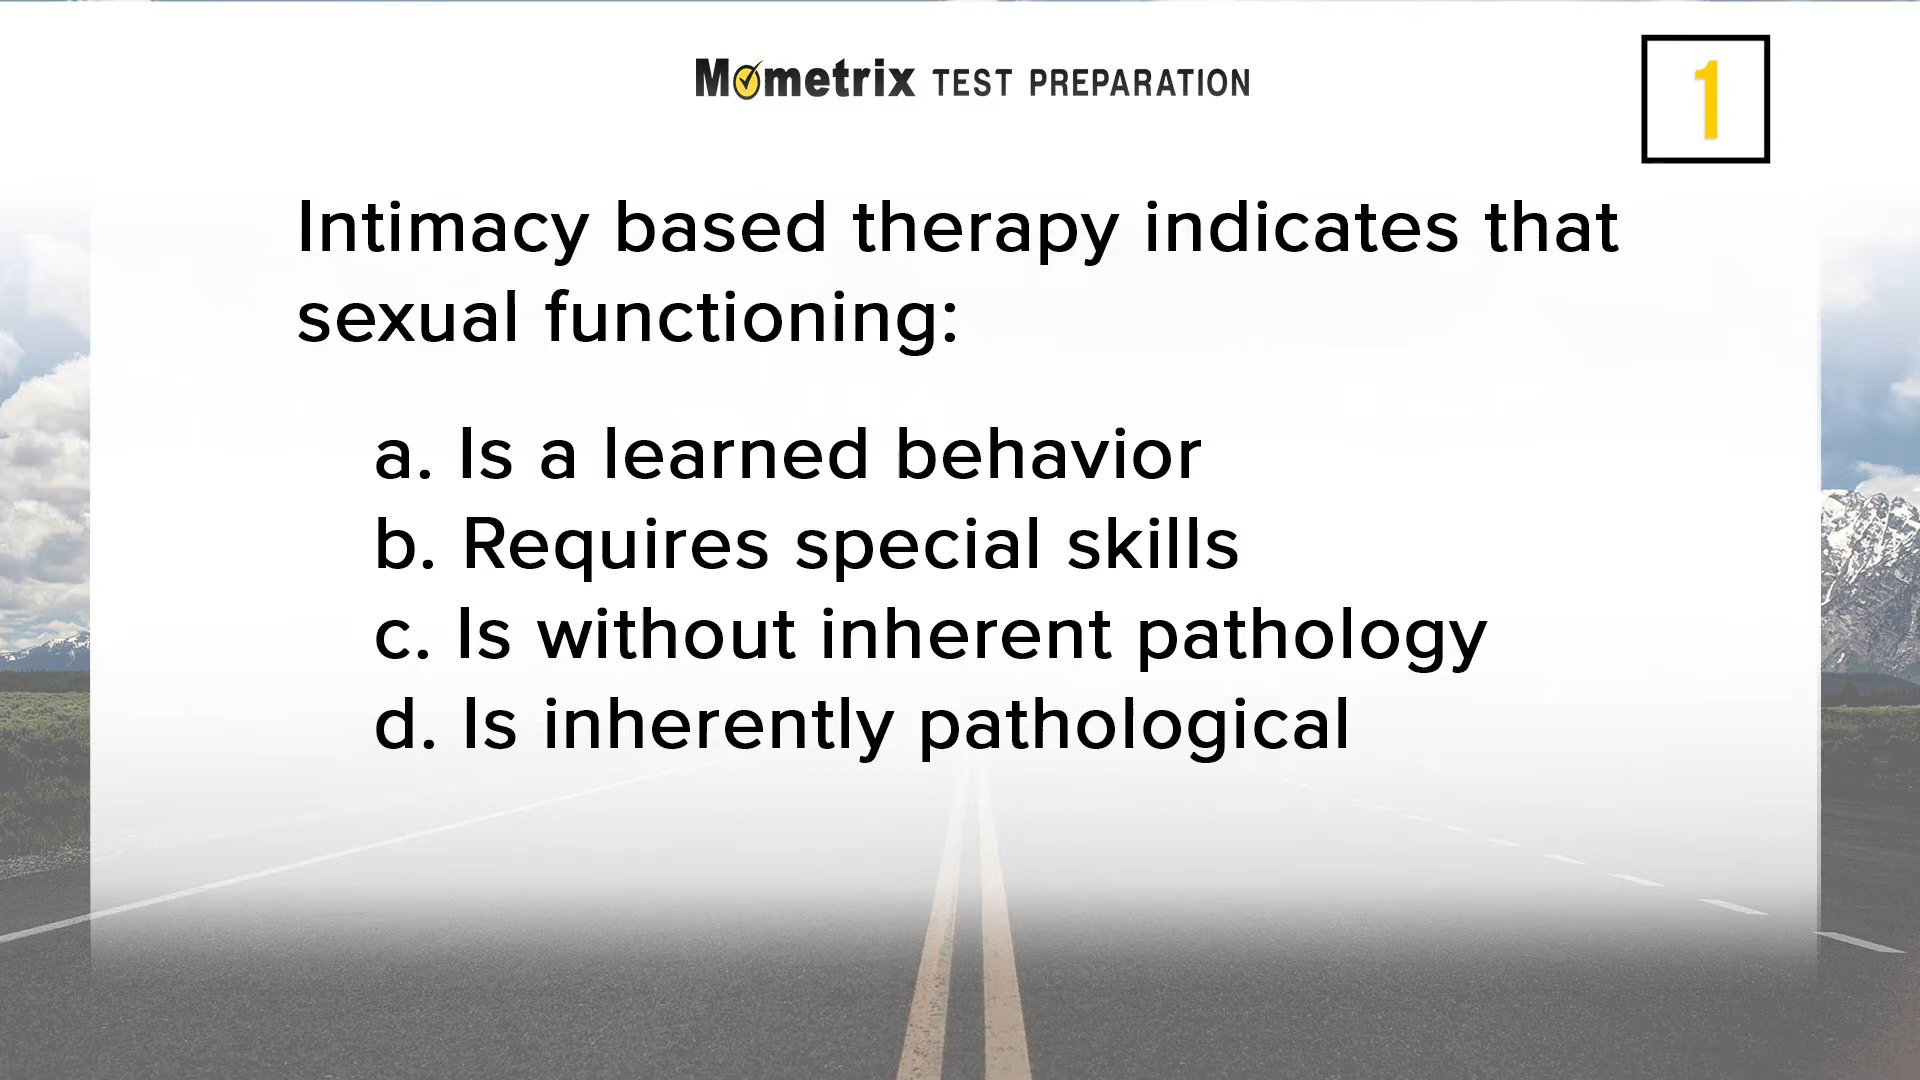 Mometrix TEST PREPARATION
1
Intimacy based therapy indicates that
sexual functioning:
a. Is a learned behavior
b. Requires special skills
c. Is without inherent pathology
d. Is inherently pathological